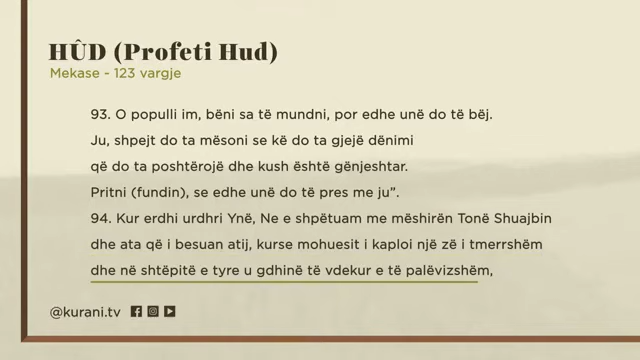 HÛD (Profeti Hud)
Mekase - 123 vargje
93. O populli im, bëni sa të mundni, por edhe unë do të bëj.
Ju, shpejt do ta mësoni se kë do ta gjejë dënimi
që do ta poshtërojë dhe kush është gënjeshtar.
Pritni (fundin), se edhe unë do të pres me ju”.
94. Kur erdhi urdhri Ynë, Ne e shpëtuam me mëshirën Tonë Shuajbin
dhe ata që i besuan atij, kurse mohuesit i kaploi një zë i tmerrshëm
dhe në shtëpitë e tyre u gdhinë të vdekur e të palëvizshëm,
@kurani.tv